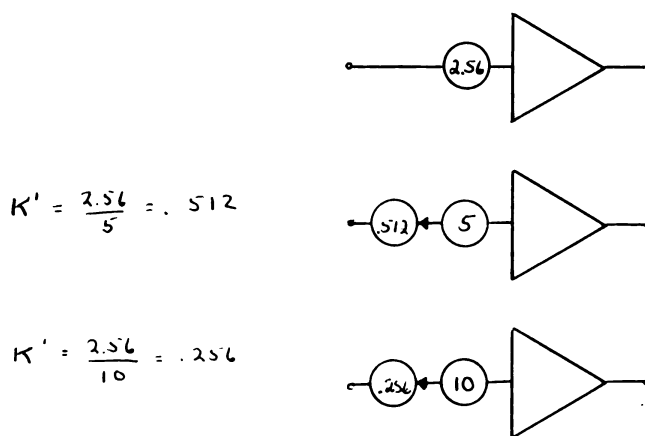 2.56
K' = 2.56/5 = .512
.512 5
K' = 2.56/10 = .256
.256 10